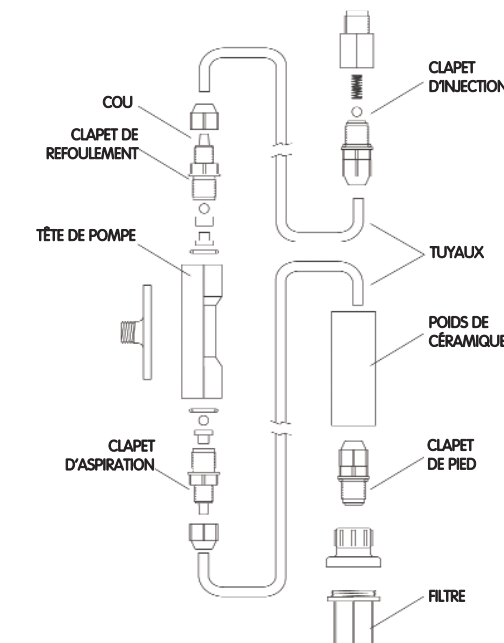 CLAPET
D'INJECTION
COU
CLAPET DE
REFOULEMENT
TÊTE DE POMPE
TUYAUX
POIDS DE
CÉRAMIQUE
CLAPET
D'ASPIRATION
CLAPET
DE PIED
FILTRE